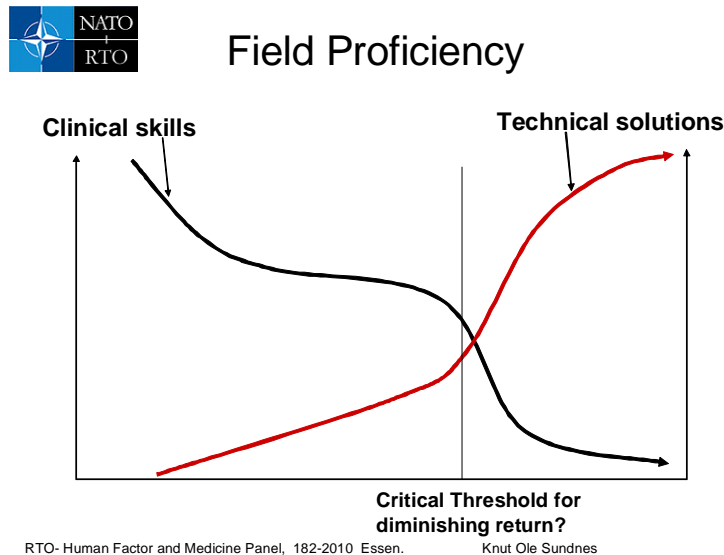 NATO
+
RTO
Field Proficiency
Clinical skills
Technical solutions
Critical Threshold for
diminishing return?
RTO- Human Factor and Medicine Panel,  182-2010  Essen.
Knut Ole Sundnes